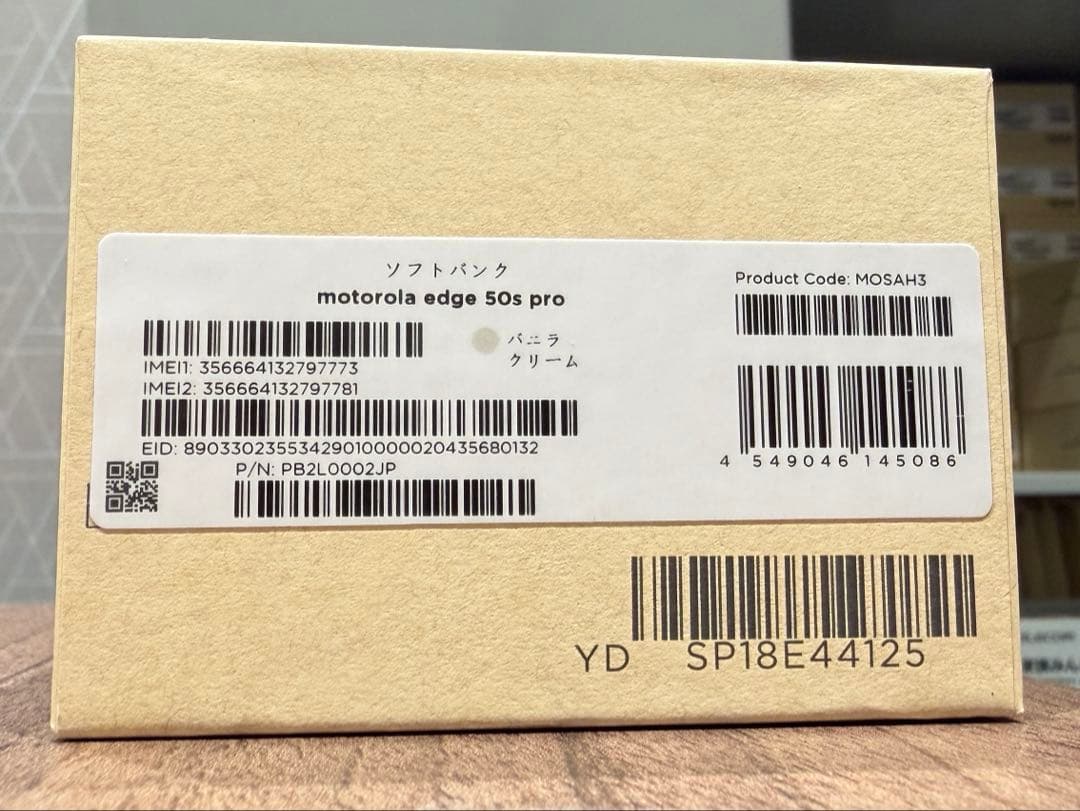 ソフトバンク
motorola edge 50s pro
バニラ
クリーム
IMEI1: 356664132797773
IMEI2: 356664132797781
EID: 89033023553429010000020435680132
P/N: PB2L0002JP
Product Code: MOSAH3
4 549046 145086
YD SP18E44125